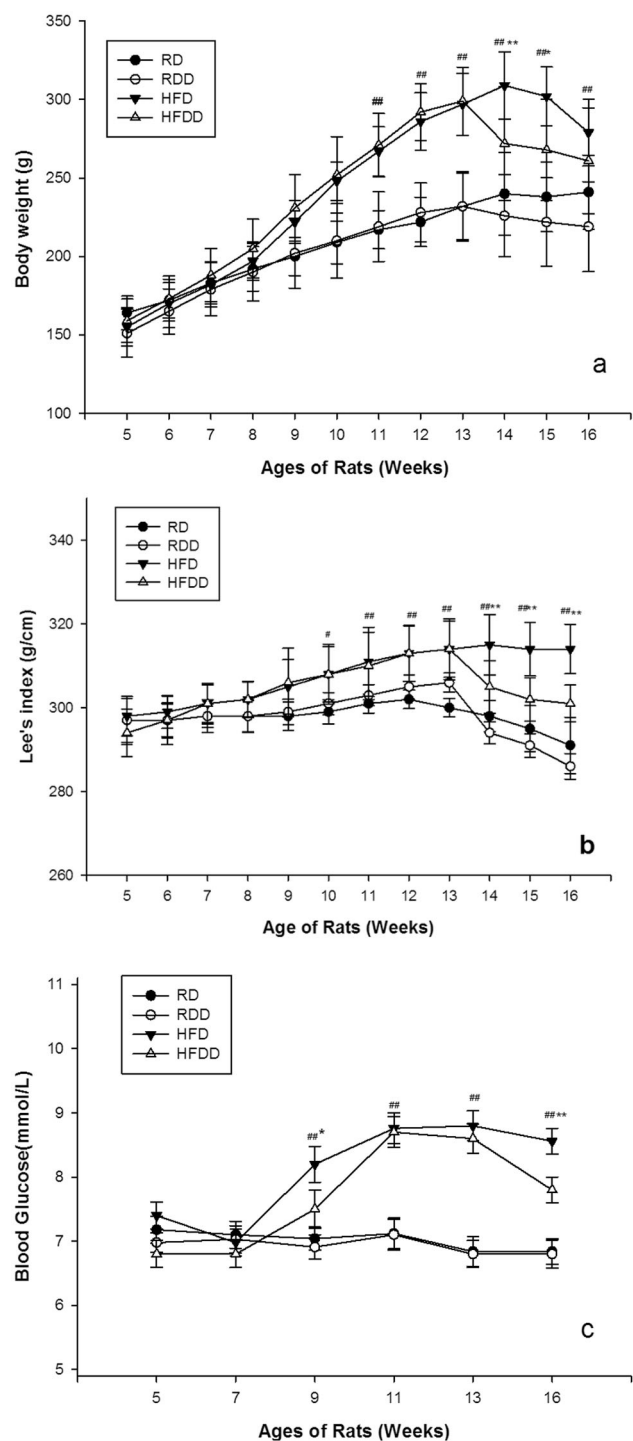 350
300
250
200
150
100
Body weight (g)
RD
RDD
HFD
HFDD
## ## ## ## ** ##* ##
a
5 6 7 8 9 10 11 12 13 14 15 16
Ages of Rats (Weeks)
340
320
300
280
260
Lee's index (g/cm)
RD
RDD
HFD
HFDD
# ## ## ## ##** ##** ##**
b
5 6 7 8 9 10 11 12 13 14 15 16
Age of Rats (Weeks)
11
10
9
8
7
6
5
Blood Glucose(mmol/L)
RD
RDD
HFD
HFDD
##* ## ## ##**
c
5 7 9 11 13 16
Ages of Rats (Weeks)